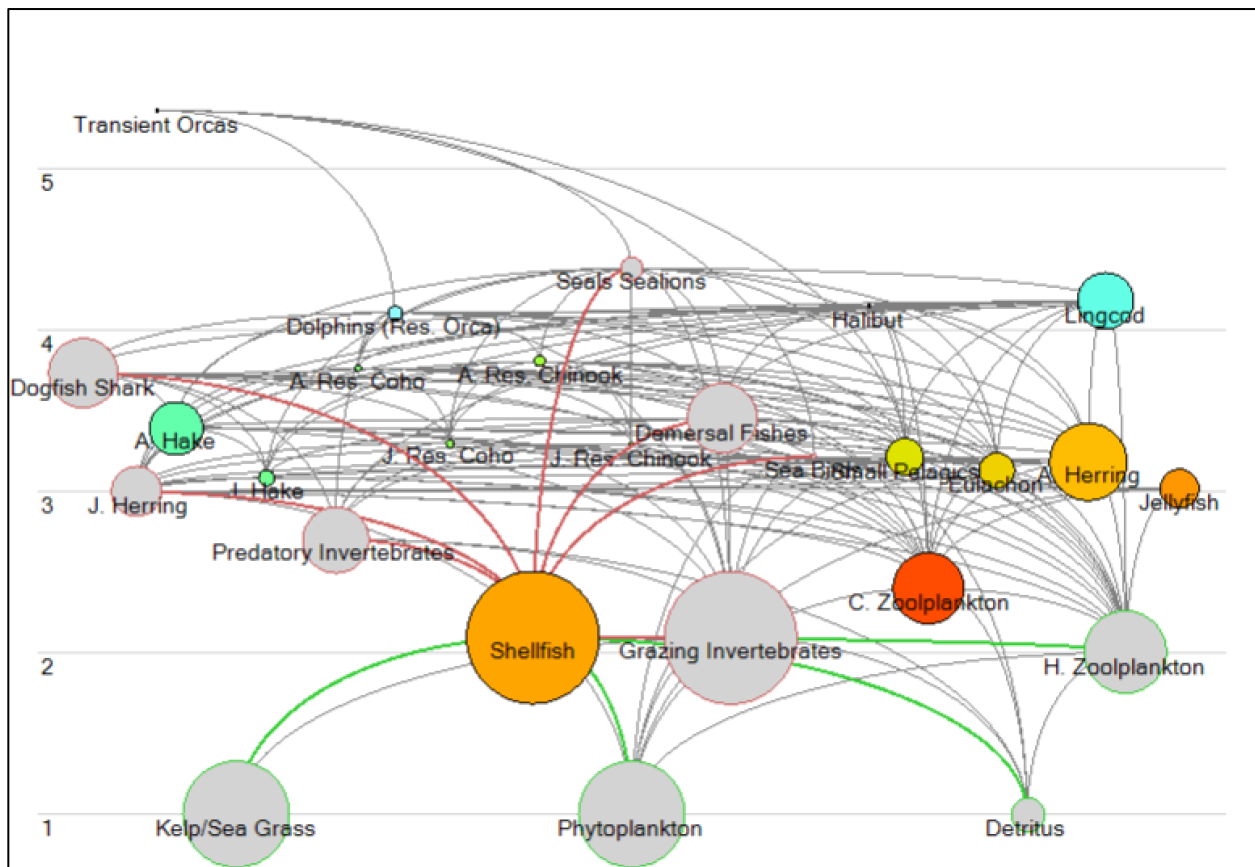 Transient Orcas
5
Seals Sealions
Dolphins (Res. Orca)
Halibut
Lingcod
4
Dogfish Shark
A. Res. Coho
A. Res. Chinook
A. Hake
Demersal Fishes
J. Res. Coho
J. Res. Chinook
Sea Birds
Small Pelagics
Eulachon
A. Herring
J. Hake
3
J. Herring
Jellyfish
Predatory Invertebrates
C. Zoolplankton
Shellfish
Grazing Invertebrates
2
H. Zoolplankton
1
Kelp/Sea Grass
Phytoplankton
Detritus